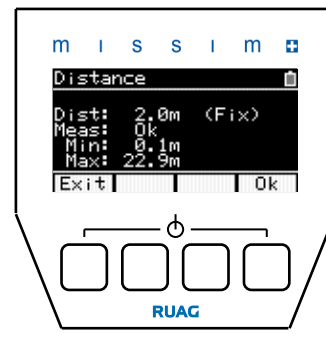 m i s s i m
Distance
Dist: 2.0m (Fix)
Meas: Ok
Min: 0.1m
Max: 22.9m
Exit Ok
RUAG